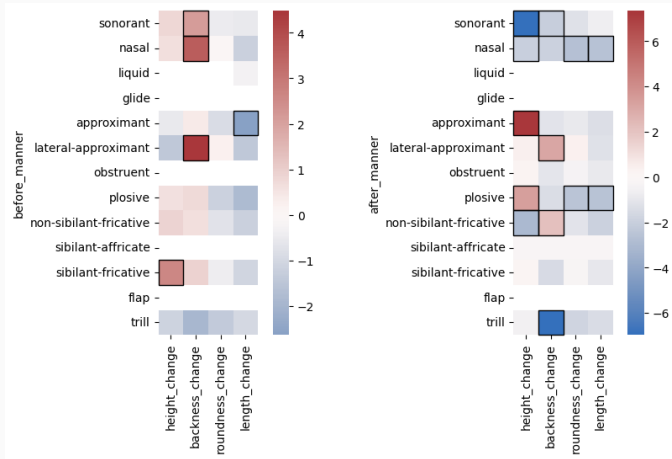 before_manner
sonorant
nasal
liquid
glide
approximant
lateral-approximant
obstruent
plosive
non-sibilant-fricative
sibilant-affricate
sibilant-fricative
flap
trill
height_change
backness_change
roundness_change
length_change
4
3
2
1
0
−1
−2
after_manner
sonorant
nasal
liquid
glide
approximant
lateral-approximant
obstruent
plosive
non-sibilant-fricative
sibilant-affricate
sibilant-fricative
flap
trill
height_change
backness_change
roundness_change
length_change
6
4
2
0
−2
−4
−6